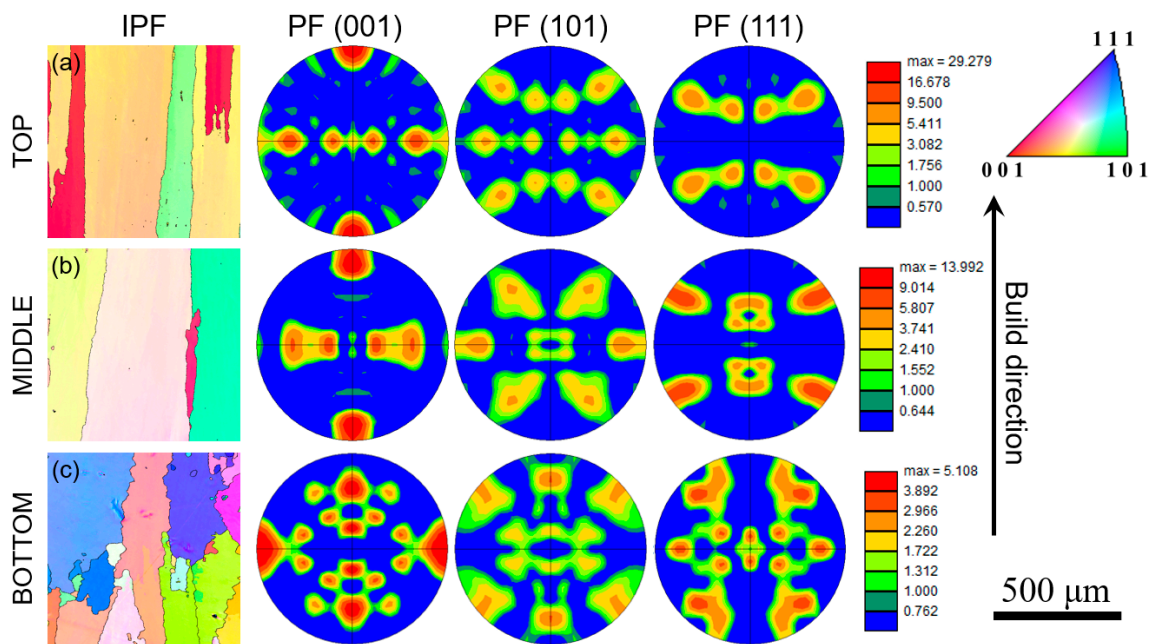 IPF PF (001) PF (101) PF (111)
(a)
TOP
max = 29.279
16.678
9.500
5.411
3.082
1.756
1.000
0.570
1 1 1
0 0 1
1 0 1
(b)
MIDDLE
max = 13.992
9.014
5.807
3.741
2.410
1.552
1.000
0.644
Build direction
(c)
BOTTOM
max = 5.108
3.892
2.966
2.260
1.722
1.312
1.000
0.762
500 μm